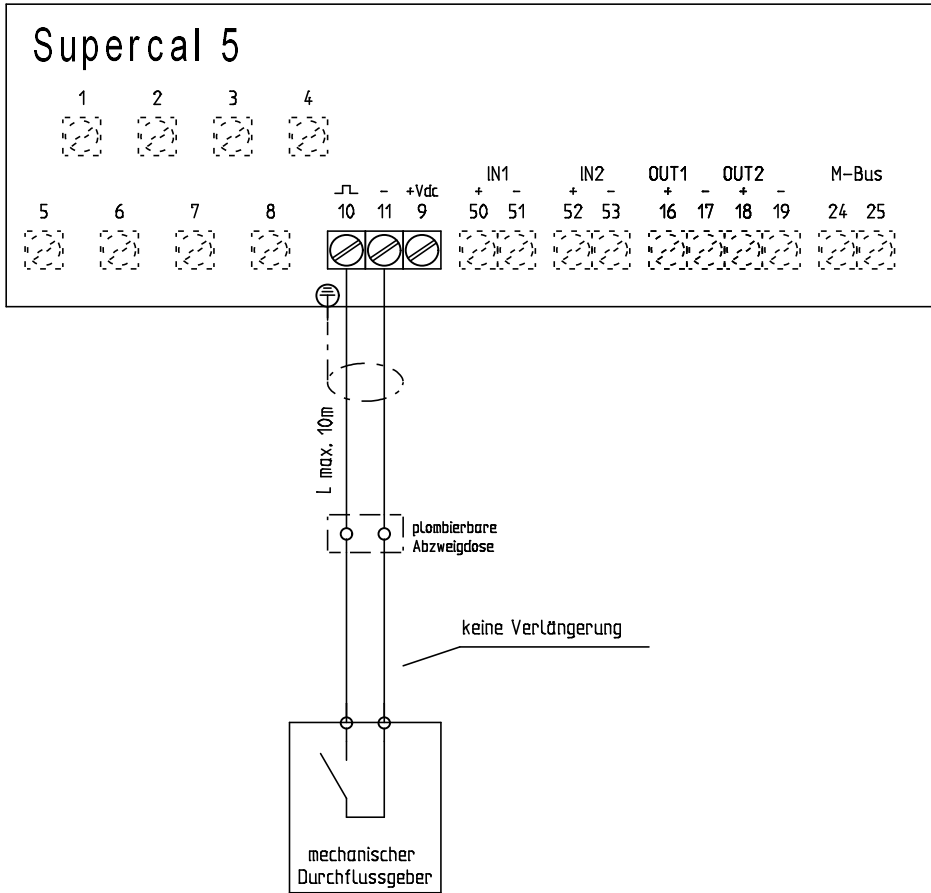 Supercal 5
1 2 3 4
IN1 IN2 OUT1 OUT2 M-Bus
⎍ - +Vdc + - + - + - + -
5 6 7 8 10 11 9 50 51 52 53 16 17 18 19 24 25
L max. 10m
plombierbare
Abzweigdose
keine Verlängerung
mechanischer
Durchflussgeber